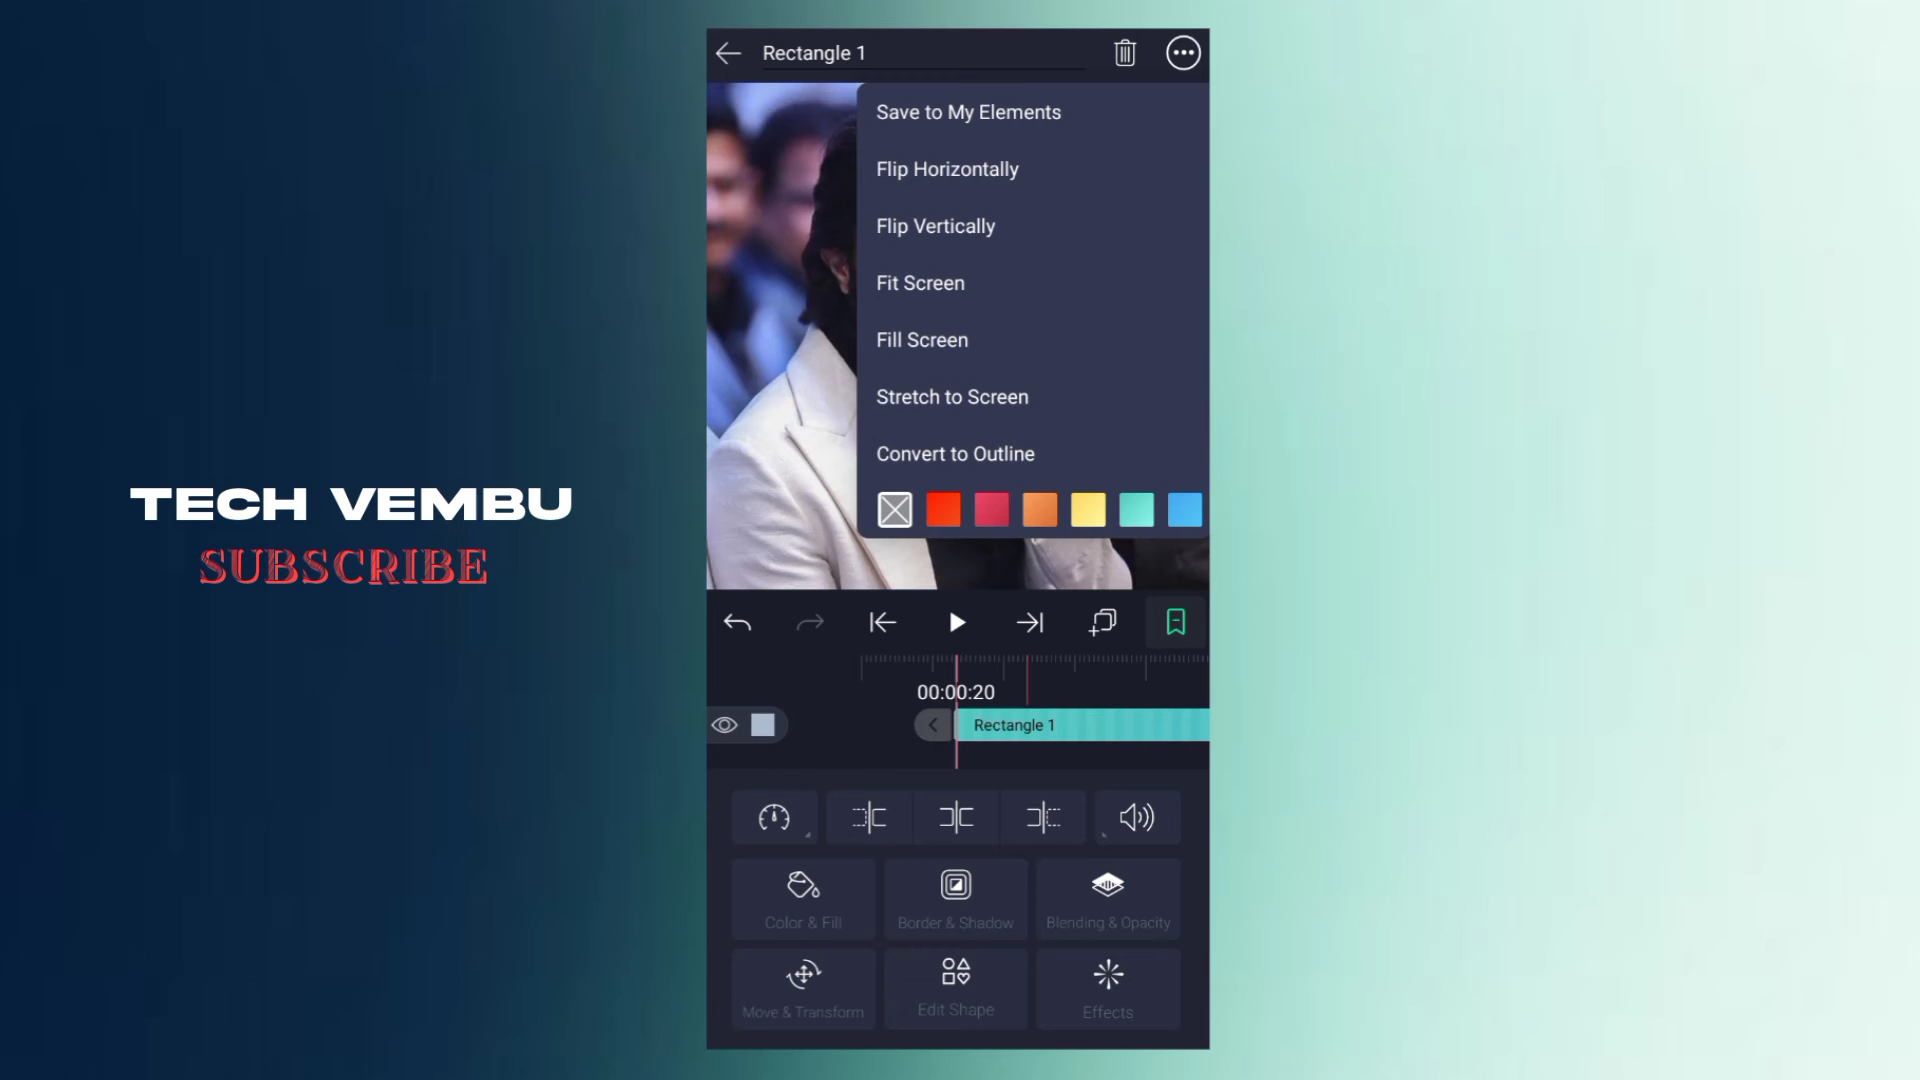 Rectangle 1
Save to My Elements
Flip Horizontally
Flip Vertically
Fit Screen
Fill Screen
Stretch to Screen
Convert to Outline
TECH VEMBU
SUBSCRIBE
00:00:20
Rectangle 1
Color & Fill
Border & Shadow
Blending & Opacity
Move & Transform
Edit Shape
Effects